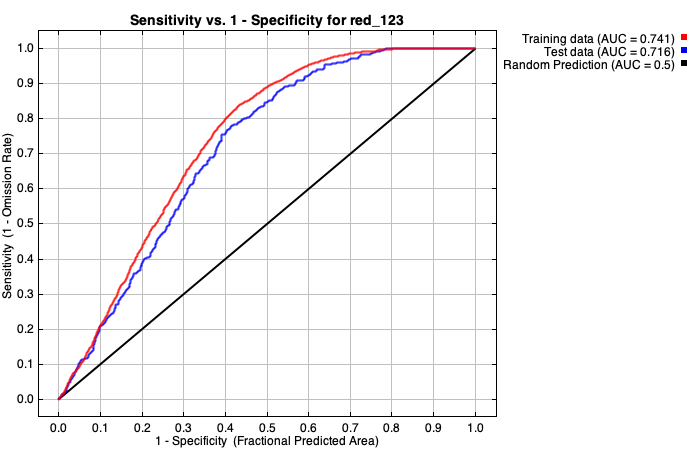 Sensitivity vs. 1 - Specificity for red_123
Training data (AUC = 0.741)
Test data (AUC = 0.716)
Random Prediction (AUC = 0.5)
Sensitivity (1 - Omission Rate)
1.0
0.9
0.8
0.7
0.6
0.5
0.4
0.3
0.2
0.1
0.0
0.0 0.1 0.2 0.3 0.4 0.5 0.6 0.7 0.8 0.9 1.0
1 - Specificity (Fractional Predicted Area)